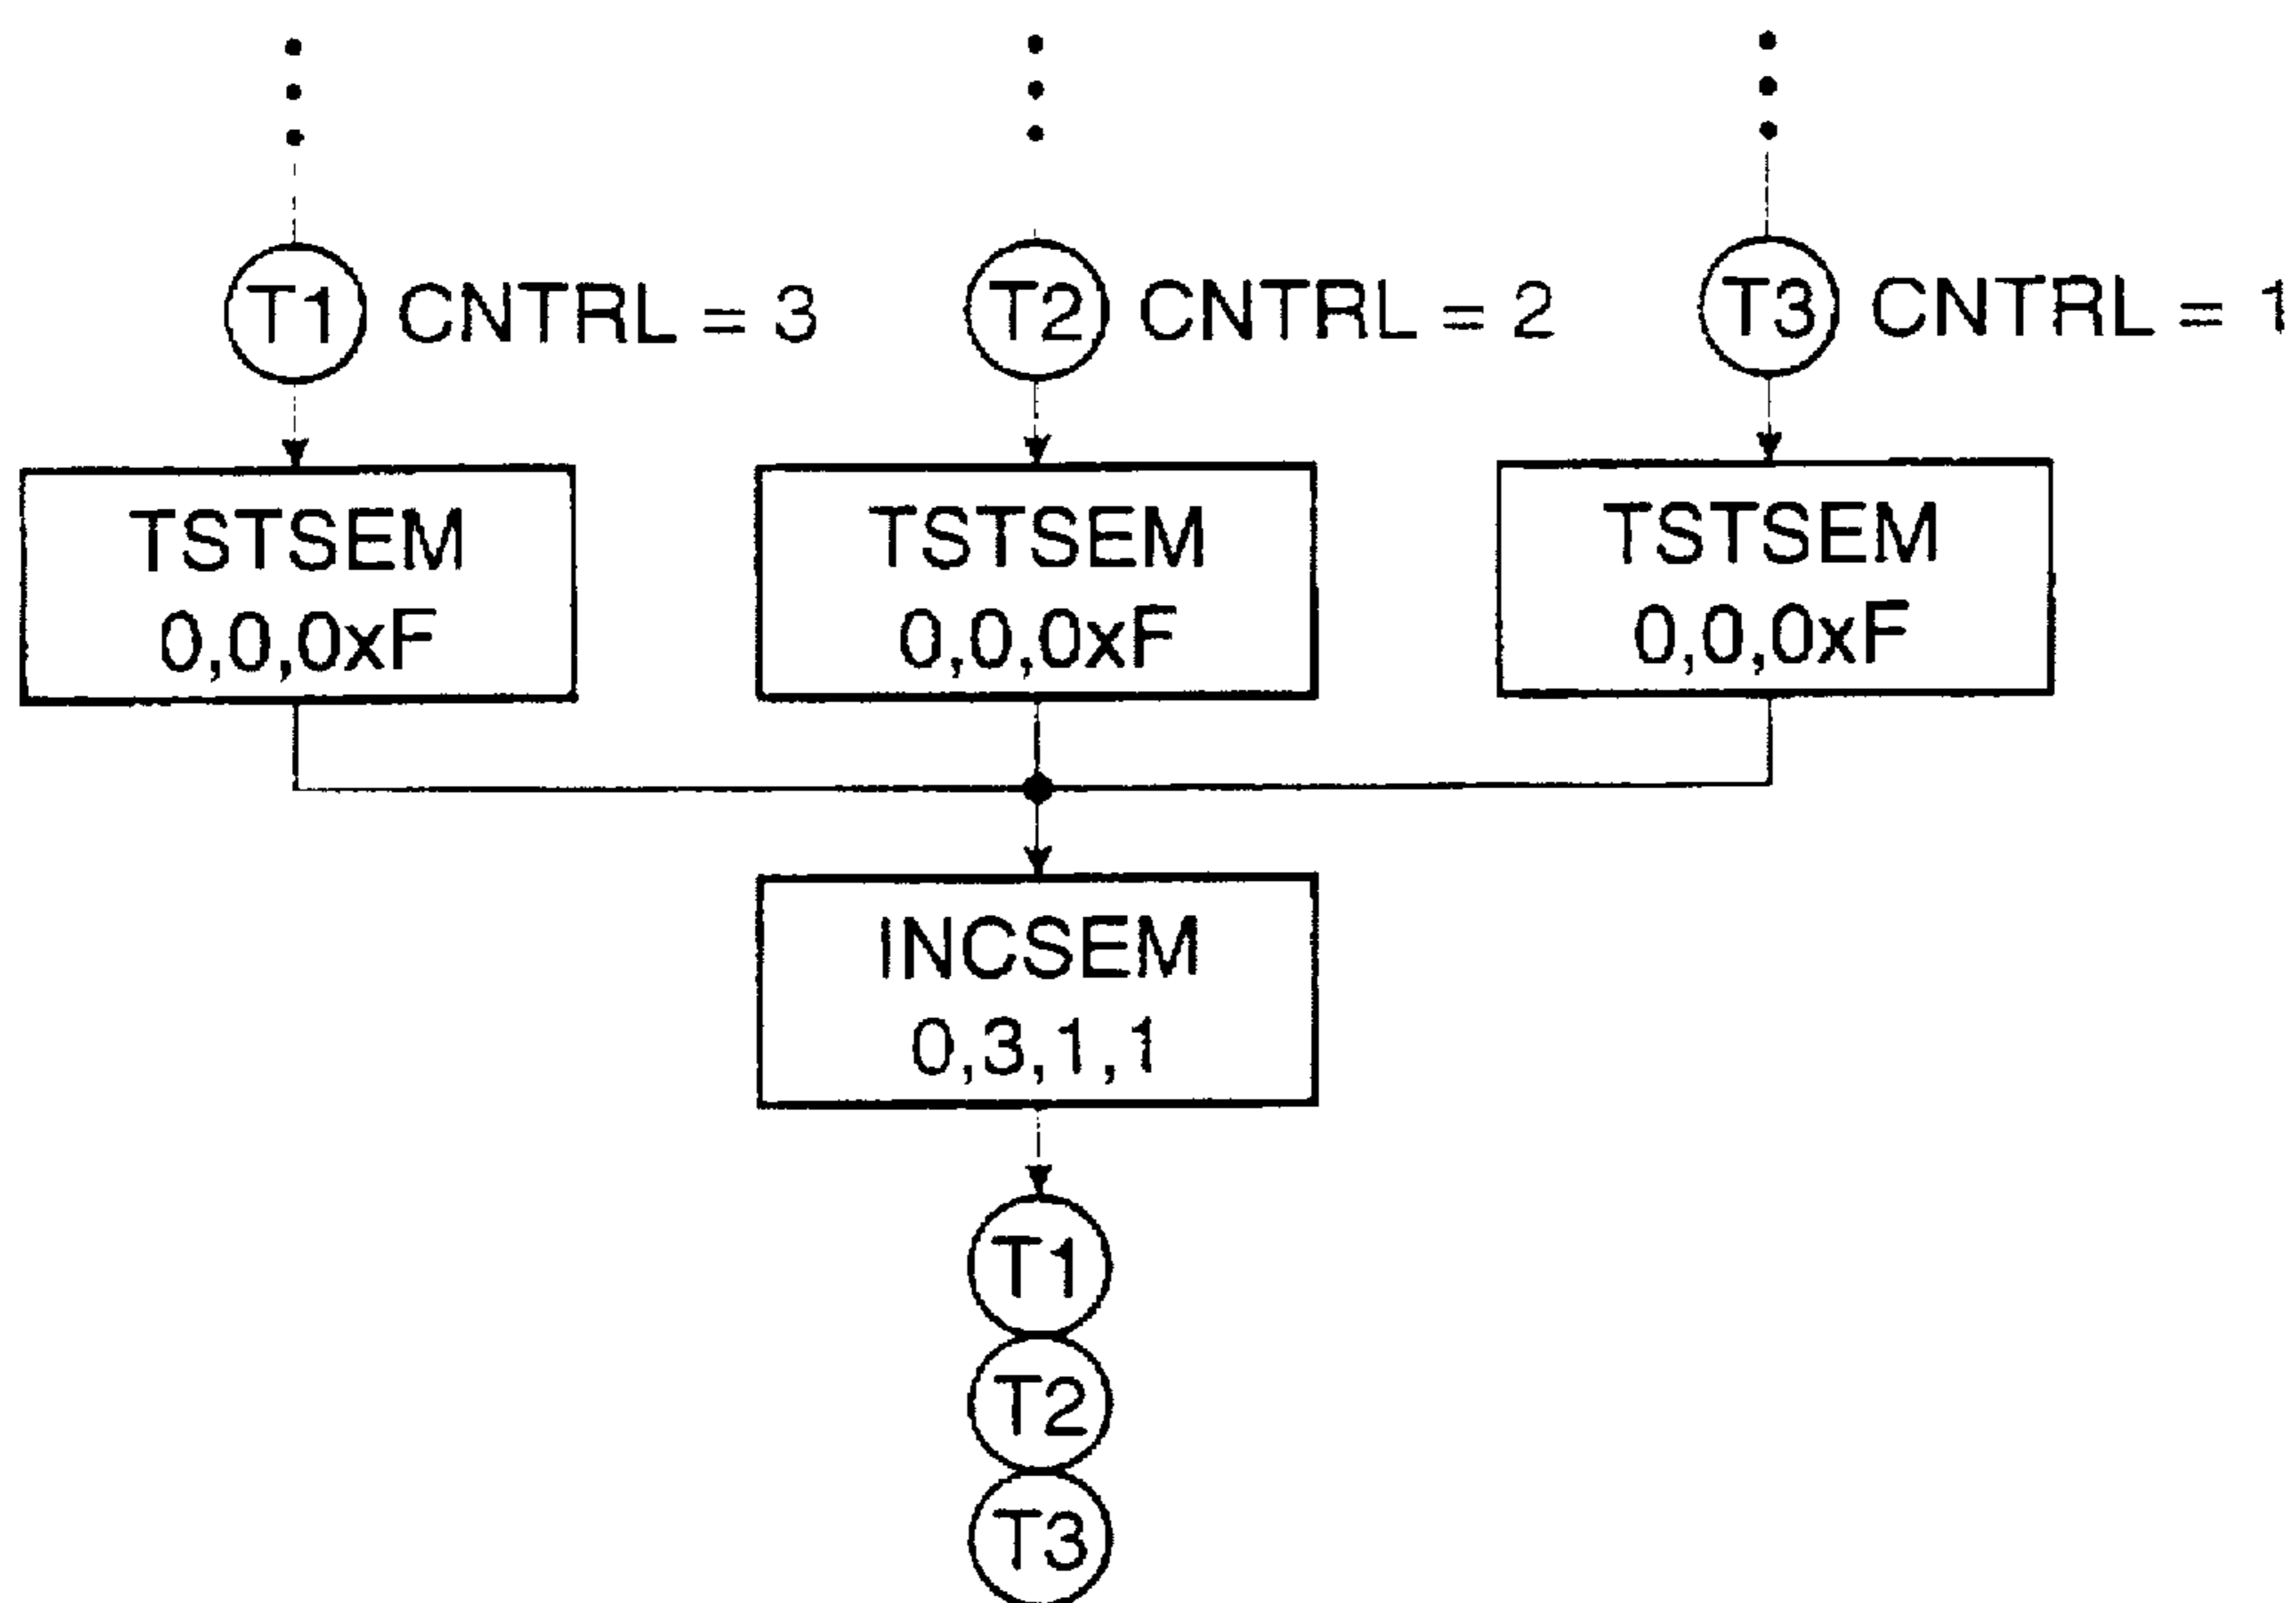 T1 CNTRL = 3
T2 CNTRL = 2
T3 CNTRL = 1
TSTSEM
0,0,0xF
TSTSEM
0,0,0xF
TSTSEM
0,0,0xF
INCSEM
0,3,1,1
T1
T2
T3